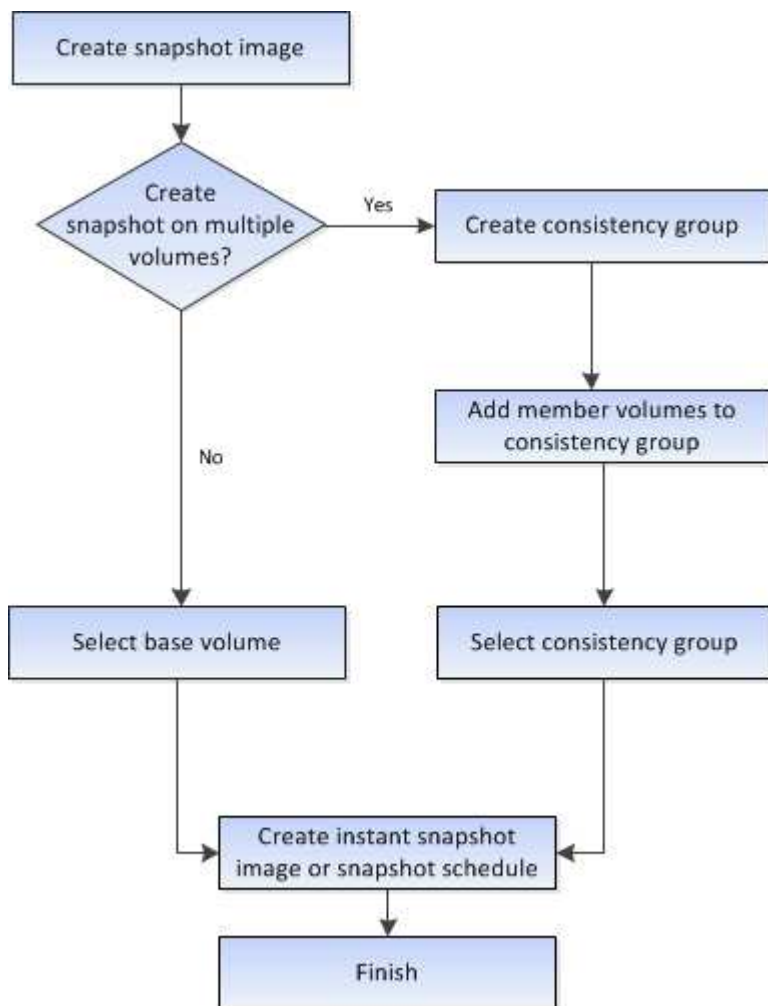 Create snapshot image
Create
snapshot on multiple
volumes?
Yes
Create consistency group
Add member volumes to
consistency group
No
Select base volume
Select consistency group
Create instant snapshot
image or snapshot schedule
Finish